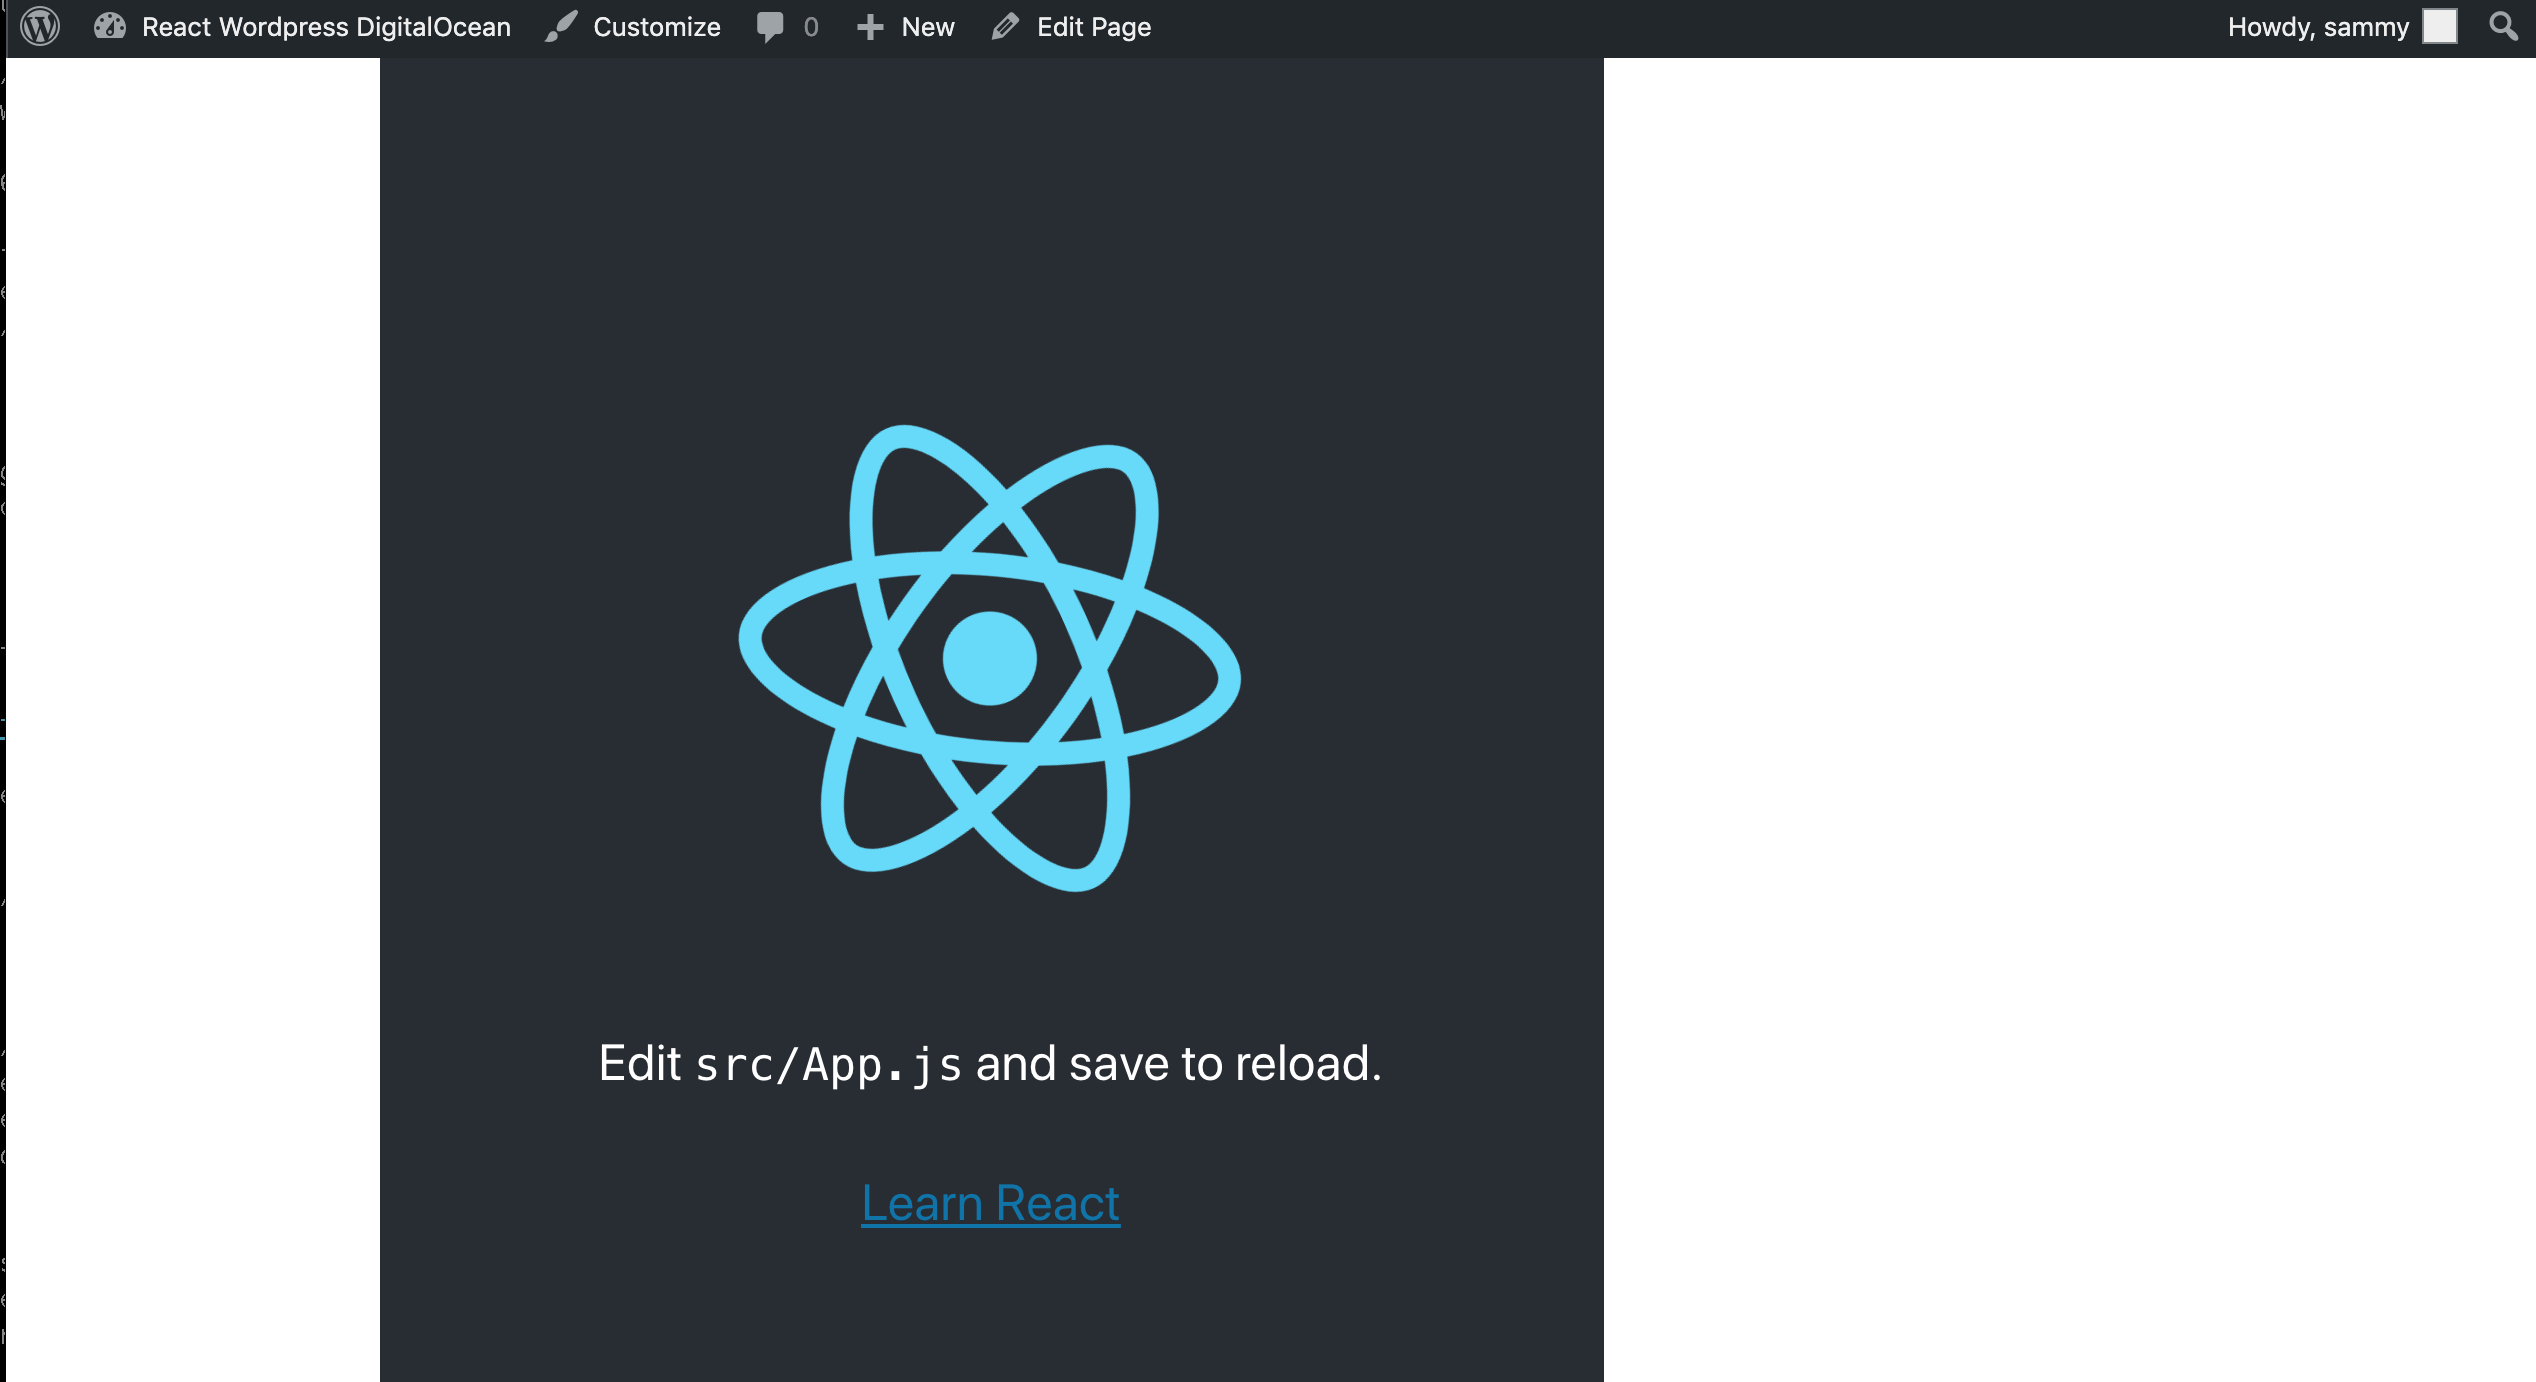 React Wordpress DigitalOcean Customize 0 New Edit Page Howdy, sammy
Edit src/App.js and save to reload.
Learn React